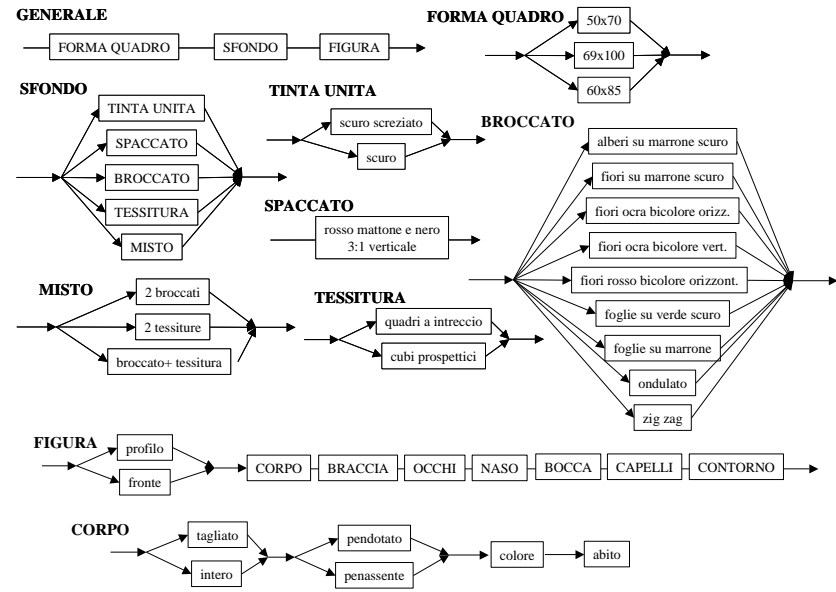 GENERALE
FORMA QUADRO
SFONDO
FIGURA
FORMA QUADRO
50x70
69x100
60x85
SFONDO
TINTA UNITA
SPACCATO
BROCCATO
TESSITURA
MISTO
TINTA UNITA
scuro screziato
scuro
SPACCATO
rosso mattone e nero
3:1 verticale
BROCCATO
alberi su marrone scuro
fiori su marrone scuro
fiori ocra bicolore orizz.
fiori ocra bicolore vert.
fiori rosso bicolore orizzont.
foglie su verde scuro
foglie su marrone
ondulato
zig zag
MISTO
2 broccati
2 tessiture
broccato+ tessitura
TESSITURA
quadri a intreccio
cubi prospettici
FIGURA
profilo
fronte
CORPO
BRACCIA
OCCHI
NASO
BOCCA
CAPELLI
CONTORNO
CORPO
tagliato
intero
pendotato
penassente
colore
abito